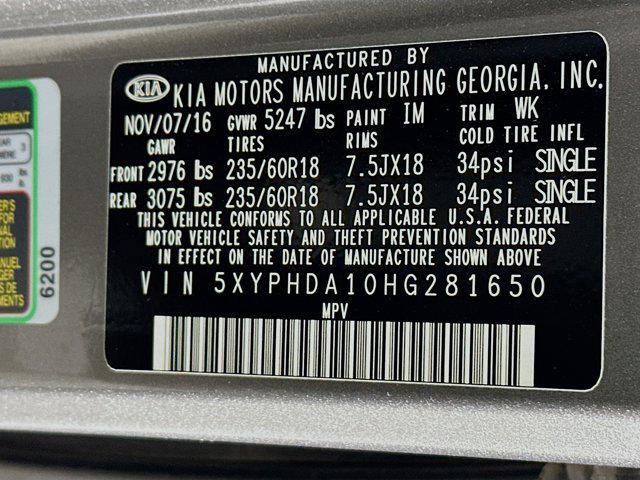 MANUFACTURED BY
KIA KIA MOTORS MANUFACTURING GEORGIA, INC.
NOV/07/16 GVWR 5247 lbs PAINT IM TRIM WK
GAWR TIRES RIMS COLD TIRE INFL
FRONT 2976 lbs 235/60R18 7.5JX18 34psi SINGLE
REAR 3075 lbs 235/60R18 7.5JX18 34psi SINGLE
THIS VEHICLE CONFORMS TO ALL APPLICABLE U.S.A. FEDERAL
MOTOR VEHICLE SAFETY AND THEFT PREVENTION STANDARDS
IN EFFECT ON THE DATE OF MANUFACTURE SHOWN ABOVE
VIN 5XYPHDA10HG281650
MPV
6200